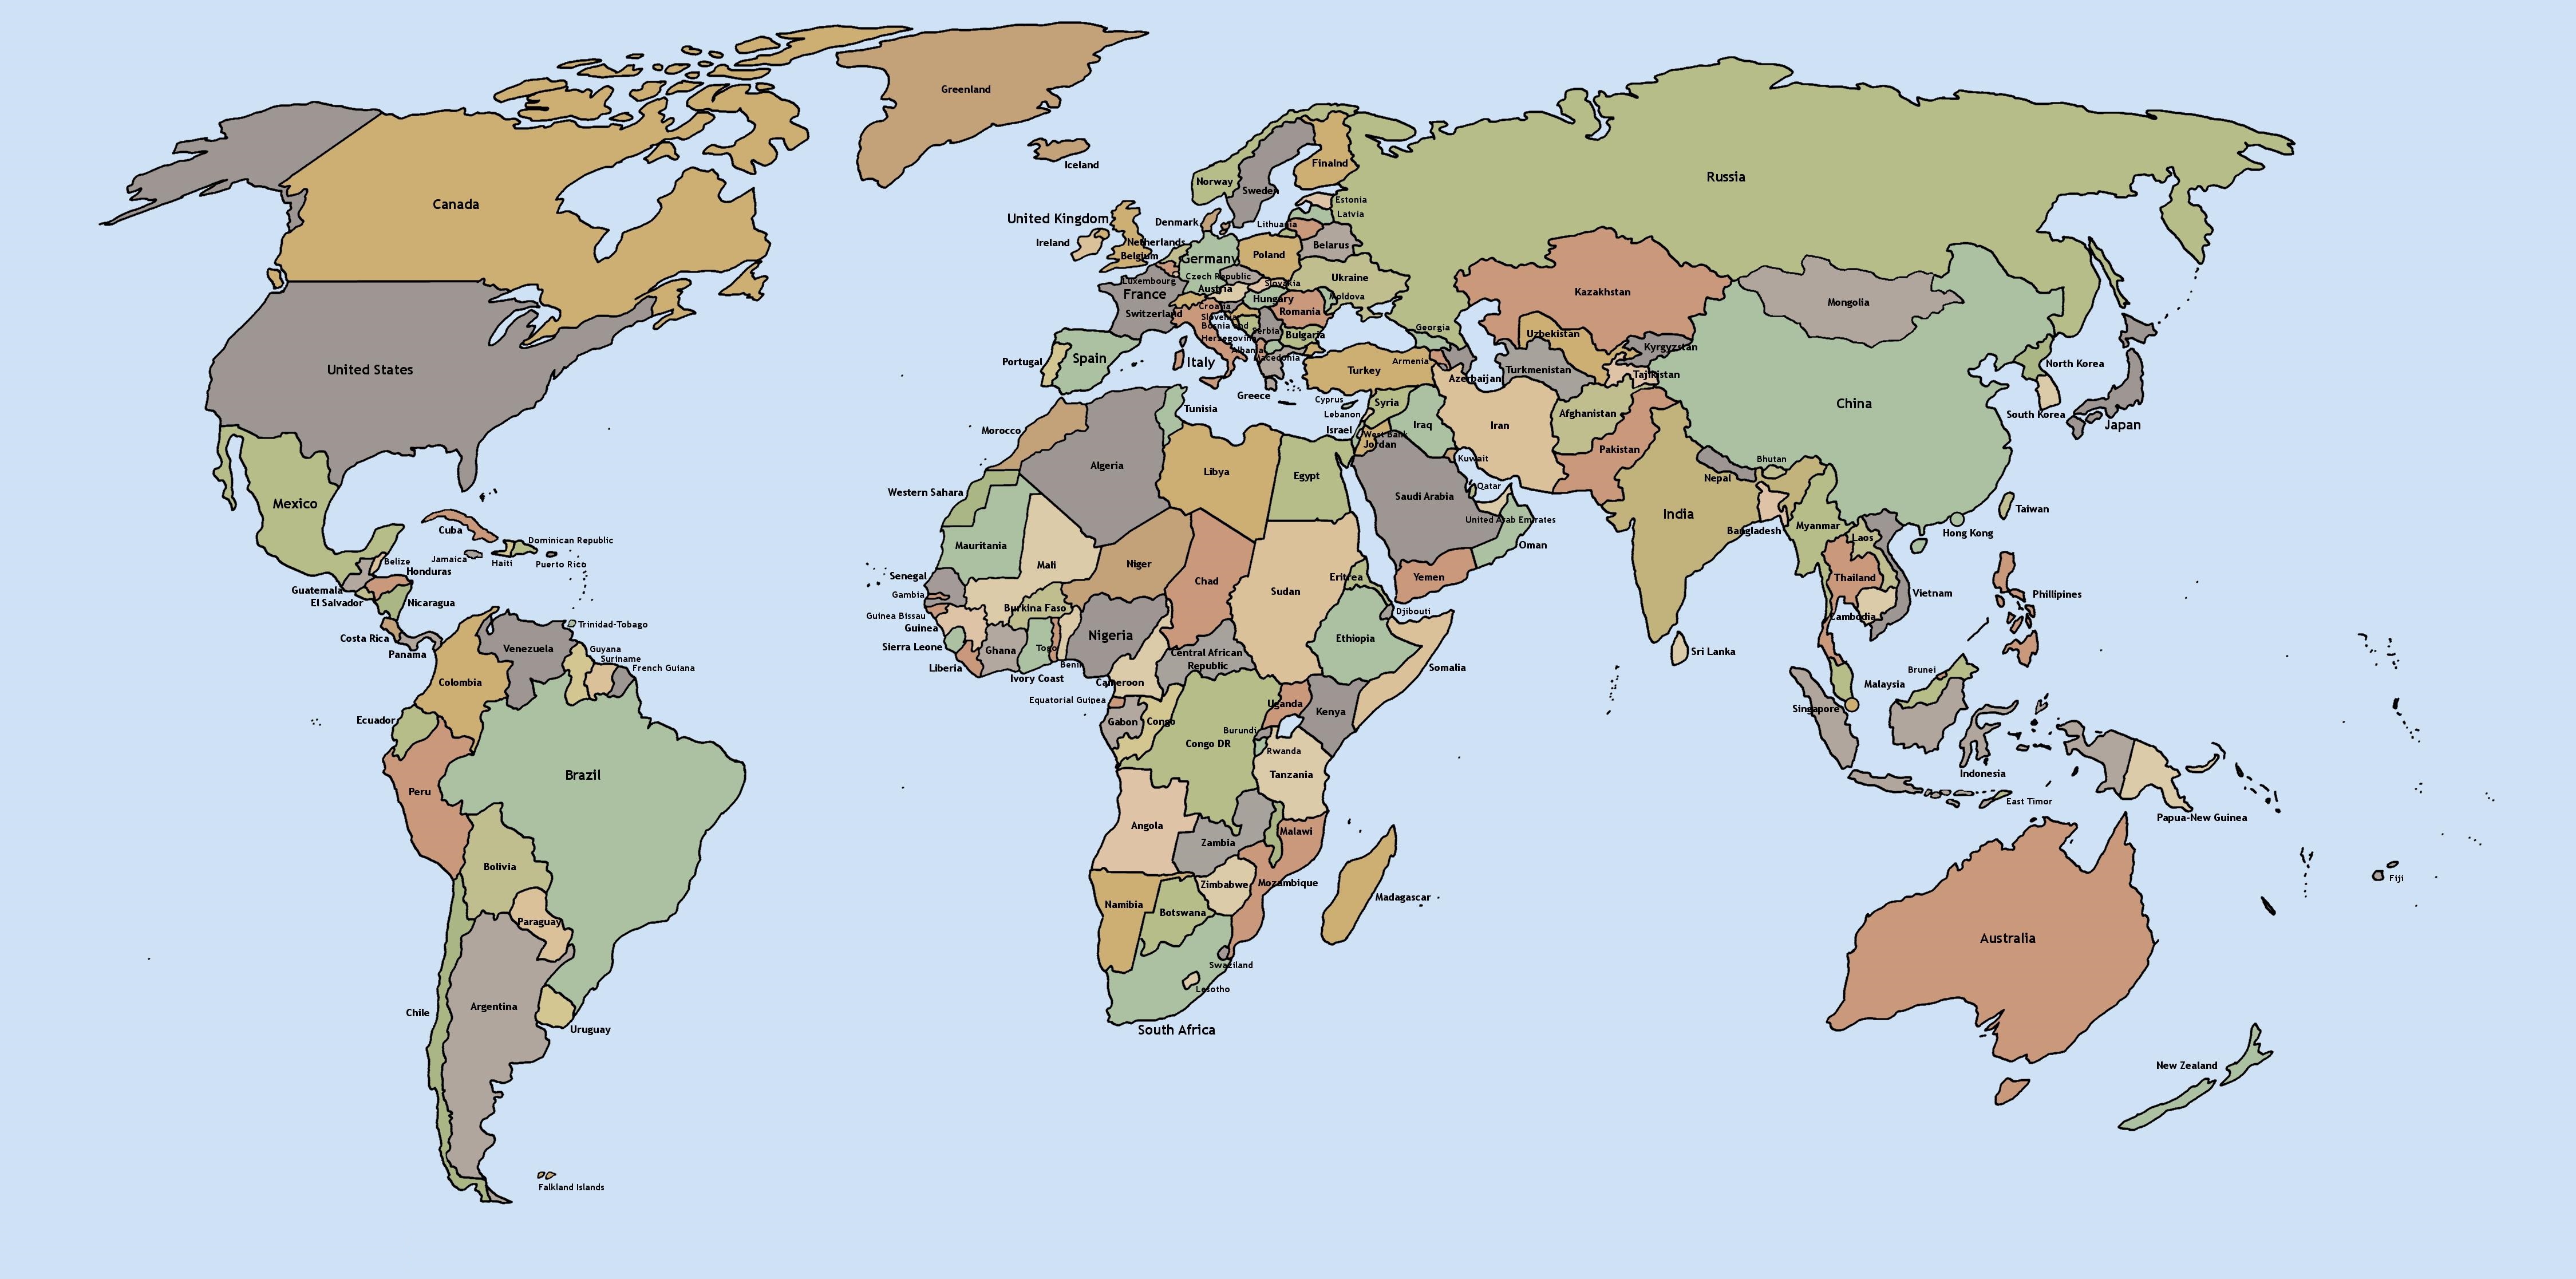 Greenland
Iceland
Canada
United States
Mexico
Cuba
Dominican Republic
Jamaica
Haiti
Puerto Rico
Belize
Honduras
Guatemala
El Salvador
Nicaragua
Costa Rica
Panama
Trinidad-Tobago
Venezuela
Guyana
Suriname
French Guiana
Colombia
Ecuador
Brazil
Peru
Bolivia
Paraguay
Argentina
Chile
Uruguay
Falkland Islands
Finalnd
Norway
Sweden
Estonia
Latvia
Lithuania
Denmark
United Kingdom
Ireland
Netherlands
Belgium
Germany
Poland
Belarus
Ukraine
Czech Republic
Luxembourg
Slovakia
Austria
France
Hungary
Moldova
Croatia
Switzerland
Slovenia
Romania
Bosnia and
Herzegovina
Serbia
Bulgaria
Albania
Macedonia
Portugal
Spain
Italy
Greece
Turkey
Georgia
Armenia
Azerbaijan
Russia
Kazakhstan
Uzbekistan
Kyrgyzstan
Turkmenistan
Tajikistan
Mongolia
China
North Korea
South Korea
Japan
Cyprus
Lebanon
Syria
Israel
West Bank
Jordan
Iraq
Iran
Afghanistan
Pakistan
Kuwait
Qatar
Saudi Arabia
United Arab Emirates
Oman
Yemen
India
Nepal
Bhutan
Bangladesh
Myanmar
Laos
Thailand
Cambodia
Vietnam
Hong Kong
Taiwan
Phillipines
Sri Lanka
Brunei
Malaysia
Singapore
Indonesia
East Timor
Papua-New Guinea
Fiji
Australia
New Zealand
Tunisia
Morocco
Algeria
Libya
Egypt
Western Sahara
Mauritania
Mali
Niger
Chad
Sudan
Eritrea
Djibouti
Senegal
Gambia
Guinea Bissau
Guinea
Sierra Leone
Liberia
Burkina Faso
Ghana
Ivory Coast
Togo
Benin
Nigeria
Cameroon
Central African
Republic
Ethiopia
Somalia
Equatorial Guinea
Gabon
Congo
Congo DR
Uganda
Kenya
Burundi
Rwanda
Tanzania
Angola
Zambia
Malawi
Mozambique
Zimbabwe
Namibia
Botswana
Madagascar
Swaziland
Lesotho
South Africa